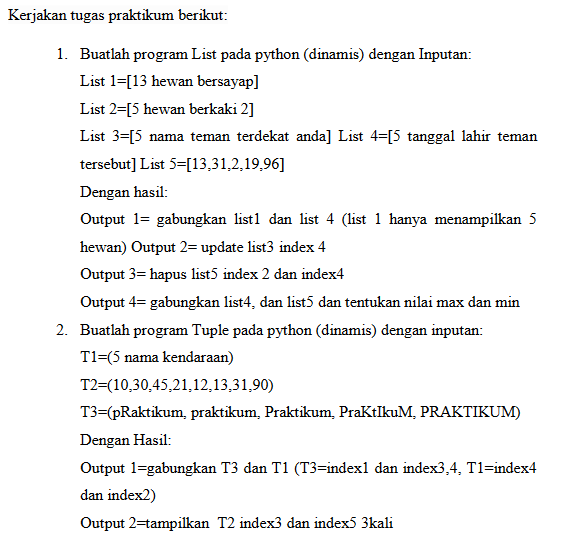 Kerjakan tugas praktikum berikut:
1. Buatlah program List pada python (dinamis) dengan Inputan:
List 1=[13 hewan bersayap]
List 2=[5 hewan berkaki 2]
List 3=[5 nama teman terdekat anda] List 4=[5 tanggal lahir teman
tersebut] List 5=[13,31,2,19,96]
Dengan hasil:
Output 1= gabungkan list1 dan list 4 (list 1 hanya menampilkan 5
hewan) Output 2= update list3 index 4
Output 3= hapus list5 index 2 dan index4
Output 4= gabungkan list4, dan list5 dan tentukan nilai max dan min
2. Buatlah program Tuple pada python (dinamis) dengan inputan:
T1=(5 nama kendaraan)
T2=(10,30,45,21,12,13,31,90)
T3=(pRaktikum, praktikum, Praktikum, PraKtIkuM, PRAKTIKUM)
Dengan Hasil:
Output 1=gabungkan T3 dan T1 (T3=index1 dan index3,4, T1=index4
dan index2)
Output 2=tampilkan T2 index3 dan index5 3kali